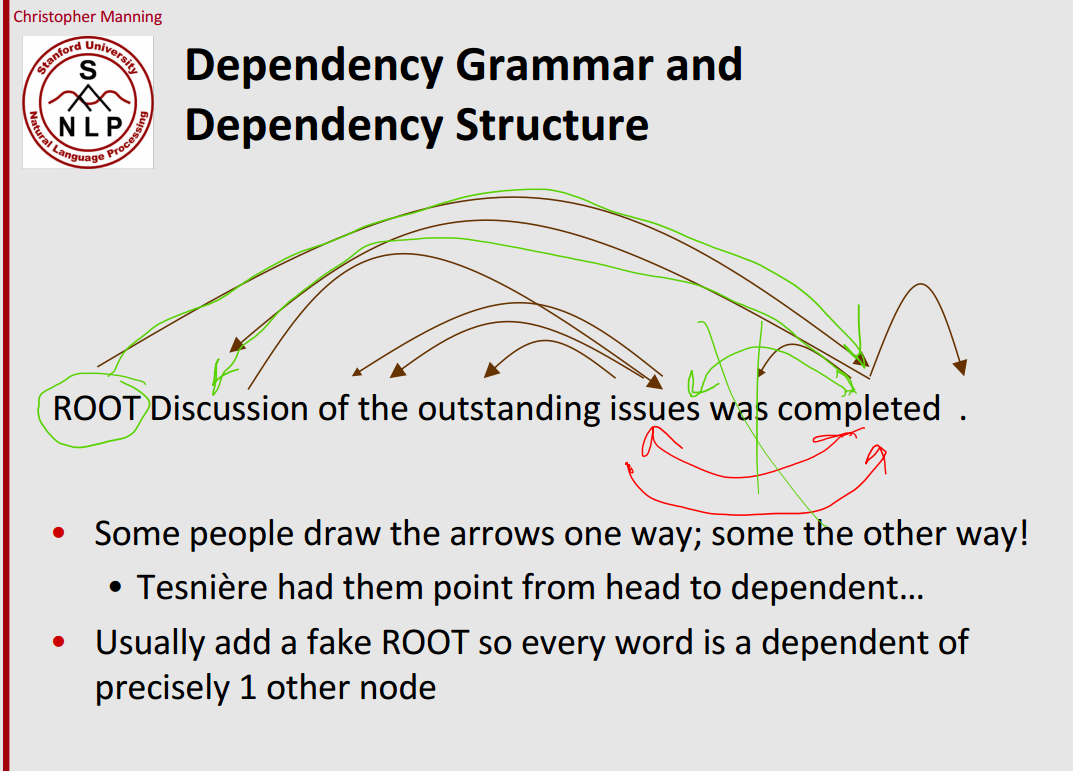 Christopher Manning
Stanford University
S
NLP
Natural Language Processing
Dependency Grammar and
Dependency Structure
ROOT Discussion of the outstanding issues was completed .
• Some people draw the arrows one way; some the other way!
• Tesnière had them point from head to dependent…
• Usually add a fake ROOT so every word is a dependent of
precisely 1 other node